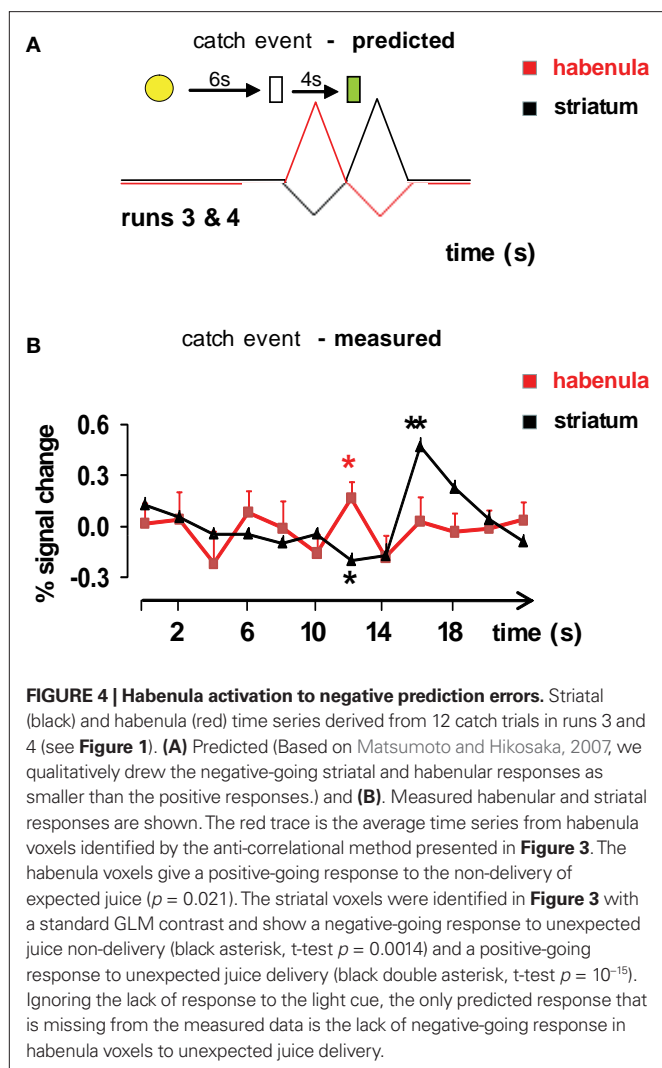 A
catch event - predicted
habenula
striatum
6s
4s
runs 3 & 4
time (s)
B
catch event - measured
habenula
striatum
% signal change
0.6
0.3
0.0
-0.3
**
*
*
2 6 10 14 18 time (s)
FIGURE 4 | Habenula activation to negative prediction errors. Striatal
(black) and habenula (red) time series derived from 12 catch trials in runs 3 and
4 (see Figure 1). (A) Predicted (Based on Matsumoto and Hikosaka, 2007, we
qualitatively drew the negative-going striatal and habenular responses as
smaller than the positive responses.) and (B). Measured habenular and striatal
responses are shown. The red trace is the average time series from habenula
voxels identified by the anti-correlational method presented in Figure 3. The
habenula voxels give a positive-going response to the non-delivery of
expected juice (p = 0.021). The striatal voxels were identified in Figure 3 with
a standard GLM contrast and show a negative-going response to unexpected
juice non-delivery (black asterisk, t-test p = 0.0014) and a positive-going
response to unexpected juice delivery (black double asterisk, t-test p = 10⁻¹⁵).
Ignoring the lack of response to the light cue, the only predicted response that
is missing from the measured data is the lack of negative-going response in
habenula voxels to unexpected juice delivery.